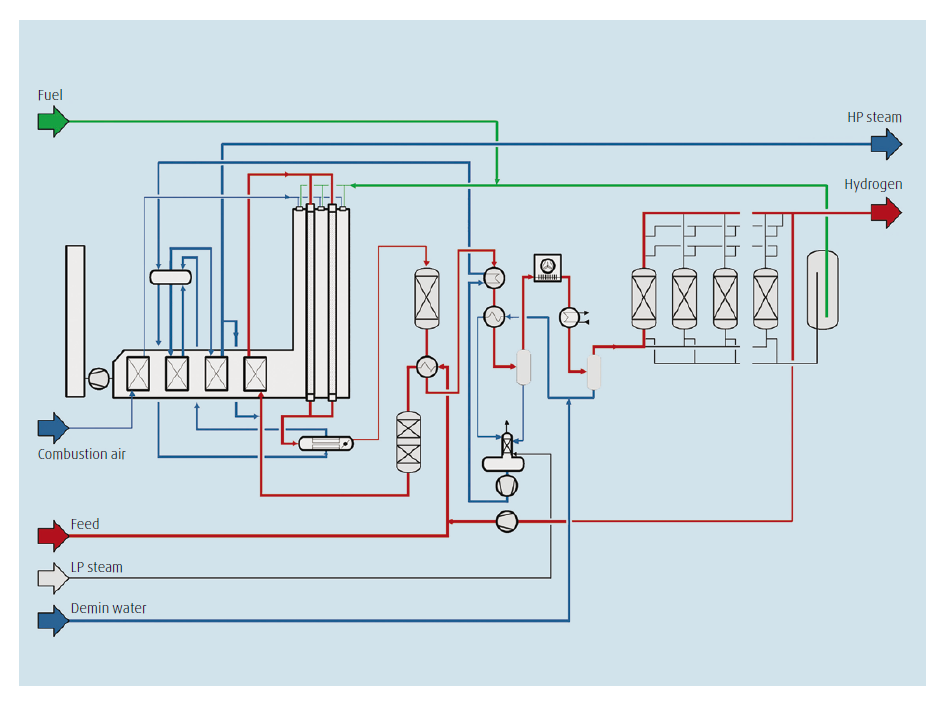 Fuel
HP steam
Hydrogen
Combustion air
Feed
LP steam
Demin water